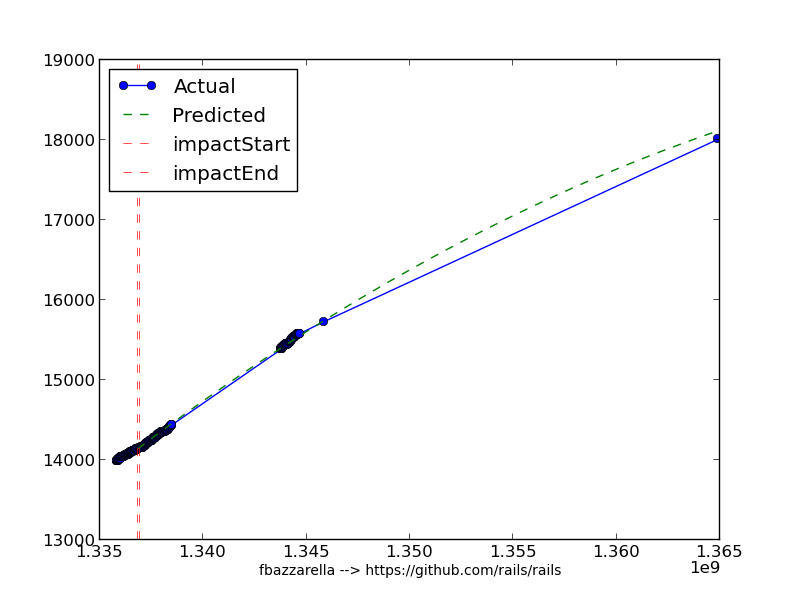 19000
18000
17000
16000
15000
14000
13000
Actual
Predicted
impactStart
impactEnd
1.335 1.340 1.345 1.350 1.355 1.360 1.365
1e9
fbazzarella --> https://github.com/rails/rails